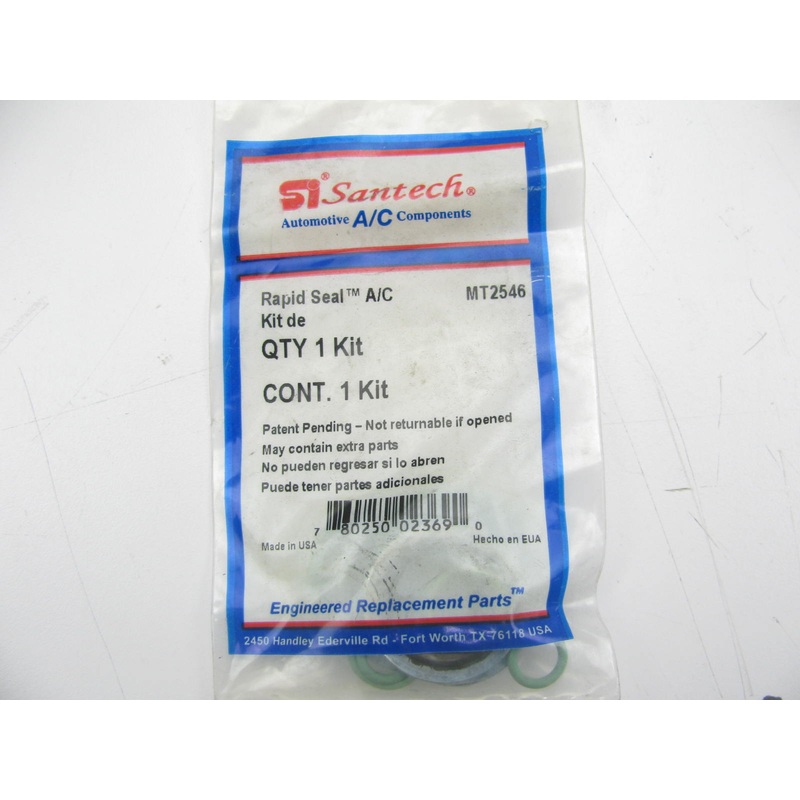 Si® Santech®
Automotive A/C Components
Rapid Seal™ A/C MT2546
Kit de
QTY 1 Kit
CONT. 1 Kit
Patent Pending – Not returnable if opened
May contain extra parts
No pueden regresar si lo abren
Puede tener partes adicionales
7 80250 02369 0
Made in USA Hecho en EUA
Engineered Replacement Parts™
2450 Handley Ederville Rd - Fort Worth TX 76118 USA